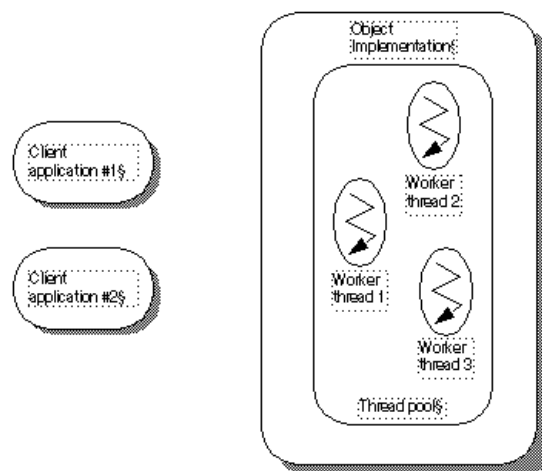 Object
Implementation§
Client
application #1§
Client
application #2§
Worker
thread 2
Worker
thread 1
Worker
thread 3
Thread pool§